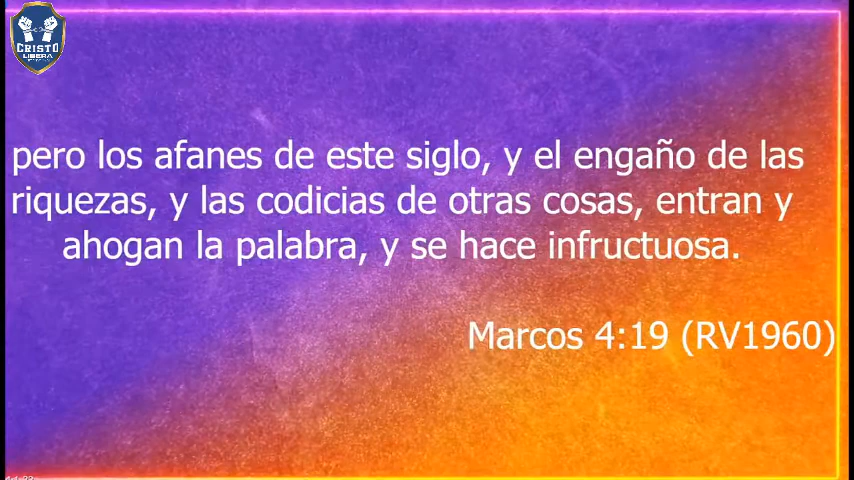 CRISTO
LIBERA
pero los afanes de este siglo, y el engaño de las
riquezas, y las codicias de otras cosas, entran y
ahogan la palabra, y se hace infructuosa.
Marcos 4:19 (RV1960)